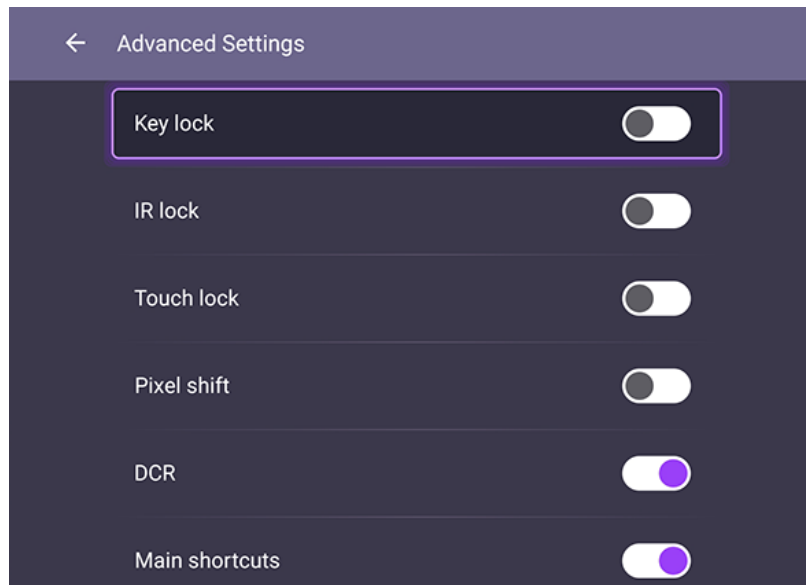 Advanced Settings
Key lock
IR lock
Touch lock
Pixel shift
DCR
Main shortcuts